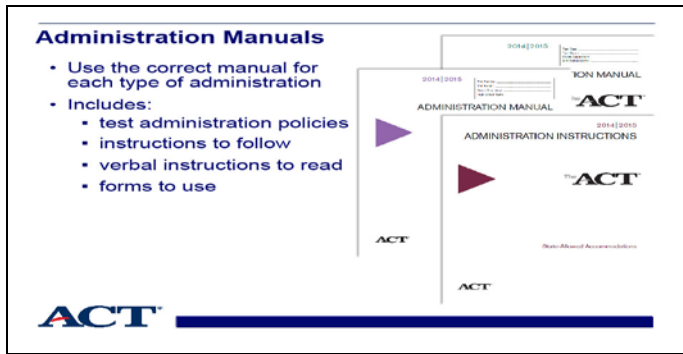 Administration Manuals
• Use the correct manual for
each type of administration
• Includes:
▪ test administration policies
▪ instructions to follow
▪ verbal instructions to read
▪ forms to use
2014|2015
ION MANUAL
The ACT
2014|2015
ADMINISTRATION MANUAL
ACT
2014|2015
ADMINISTRATION INSTRUCTIONS
The ACT
State-Allowed Accommodations
ACT
ACT